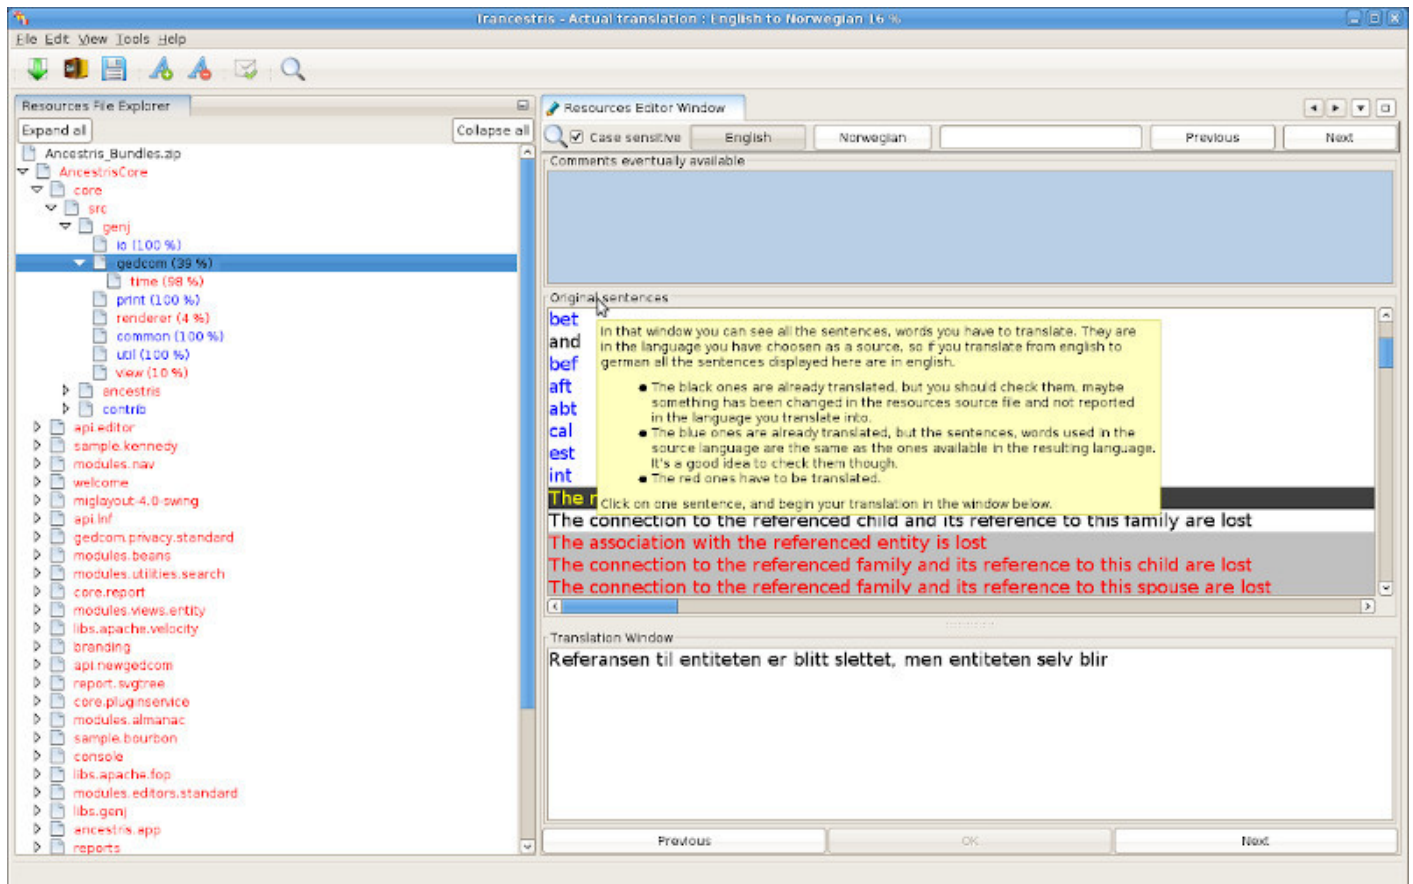 Trancestris - Actual translation : English to Norwegian 16 %
File Edit View Tools Help
Resources File Explorer
Expand all
Collapse all
Ancestris_Bundles.zip
AncestrisCore
core
src
genj
io (100 %)
gedcom (39 %)
time (98 %)
print (100 %)
renderer (4 %)
common (100 %)
util (100 %)
view (10 %)
ancestris
contrib
api.editor
sample.kennedy
modules.nav
welcome
miglayout-4.0-swing
api.lnf
gedcom.privacy.standard
modules.beans
modules.utilities.search
core.report
modules.views.entity
libs.apache.velocity
branding
api.newgedcom
report.svgtree
core.pluginservice
modules.almanac
sample.bourbon
console
libs.apache.fop
modules.editors.standard
libs.genj
ancestris.app
reports
Resources Editor Window
Case sensitive
English
Norwegian
Previous
Next
Comments eventually available
Original sentences
bet
and
bef
aft
abt
cal
est
int
The r
In that window you can see all the sentences, words you have to translate. They are
in the language you have choosen as a source, so if you translate from english to
german all the sentences displayed here are in english.
• The black ones are already translated, but you should check them, maybe
something has been changed in the resources source file and not reported
in the language you translate into.
• The blue ones are already translated, but the sentences, words used in the
source language are the same as the ones available in the resulting language.
It's a good idea to check them though.
• The red ones have to be translated.
Click on one sentence, and begin your translation in the window below.
The connection to the referenced child and its reference to this family are lost
The association with the referenced entity is lost
The connection to the referenced family and its reference to this child are lost
The connection to the referenced family and its reference to this spouse are lost
Translation Window
Referansen til entiteten er blitt slettet, men entiteten selv blir
Previous
OK
Next